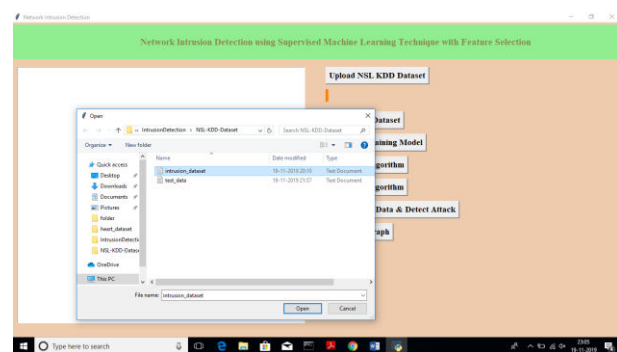 Network Intrusion Detection
Network Intrusion Detection using Supervised Machine Learning Technique with Feature Selection
Upload NSL KDD Dataset
Dataset
aining Model
gorithm
gorithm
Data & Detect Attack
raph
Open
« IntrusionDetection › NSL-KDD-Dataset
Search NSL-KDD-Dataset
Organize
New folder
Name
Date modified
Type
Quick access
Desktop
Downloads
Documents
Pictures
folder
heart_dataset
IntrusionDetectio
NSL-KDD-Datase
OneDrive
This PC
intrusion_dataset
19-11-2019 20:18
Text Document
test_data
19-11-2019 21:57
Text Document
File name:
intrusion_dataset
Open
Cancel
Type here to search
23:05
19-11-2019